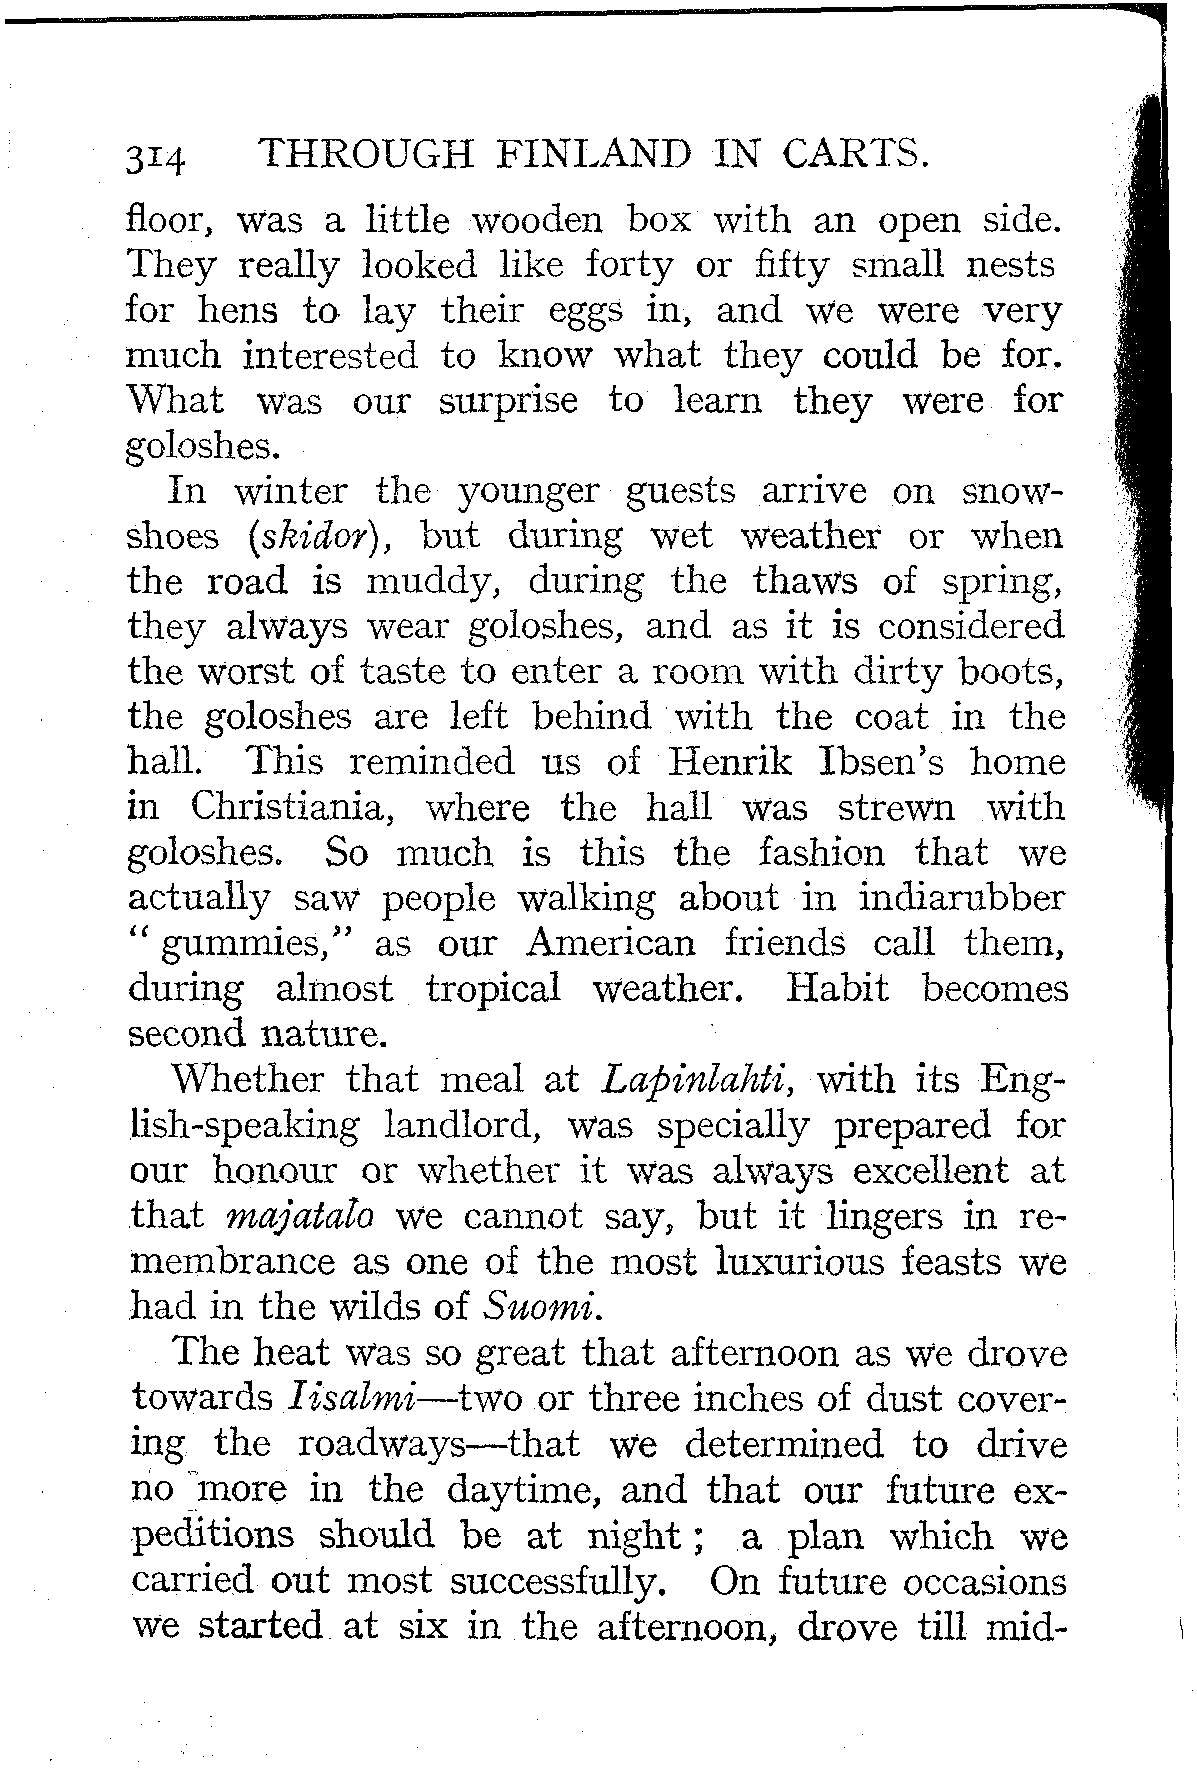 314 THROUGH FINLAND IN CARTS.
floor, was a little wooden box with an open side.
They really looked like forty or fifty small nests
for hens to lay their eggs in, and we were very
much interested to know what they could be for.
What was our surprise to learn they were for
goloshes.
In winter the younger guests arrive on snow-
shoes (skidor), but during wet weather or when
the road is muddy, during the thaws of spring,
they always wear goloshes, and as it is considered
the worst of taste to enter a room with dirty boots,
the goloshes are left behind with the coat in the
hall. This reminded us of Henrik Ibsen's home
in Christiania, where the hall was strewn with
goloshes. So much is this the fashion that we
actually saw people walking about in indiarubber
"gummies," as our American friends call them,
during almost tropical weather. Habit becomes
second nature.
Whether that meal at Lapinlahti, with its Eng-
lish-speaking landlord, was specially prepared for
our honour or whether it was always excellent at
that majatalo we cannot say, but it lingers in re-
membrance as one of the most luxurious feasts we
had in the wilds of Suomi.
The heat was so great that afternoon as we drove
towards Iisalmi—two or three inches of dust cover-
ing the roadways—that we determined to drive
no more in the daytime, and that our future ex-
peditions should be at night; a plan which we
carried out most successfully. On future occasions
we started at six in the afternoon, drove till mid-